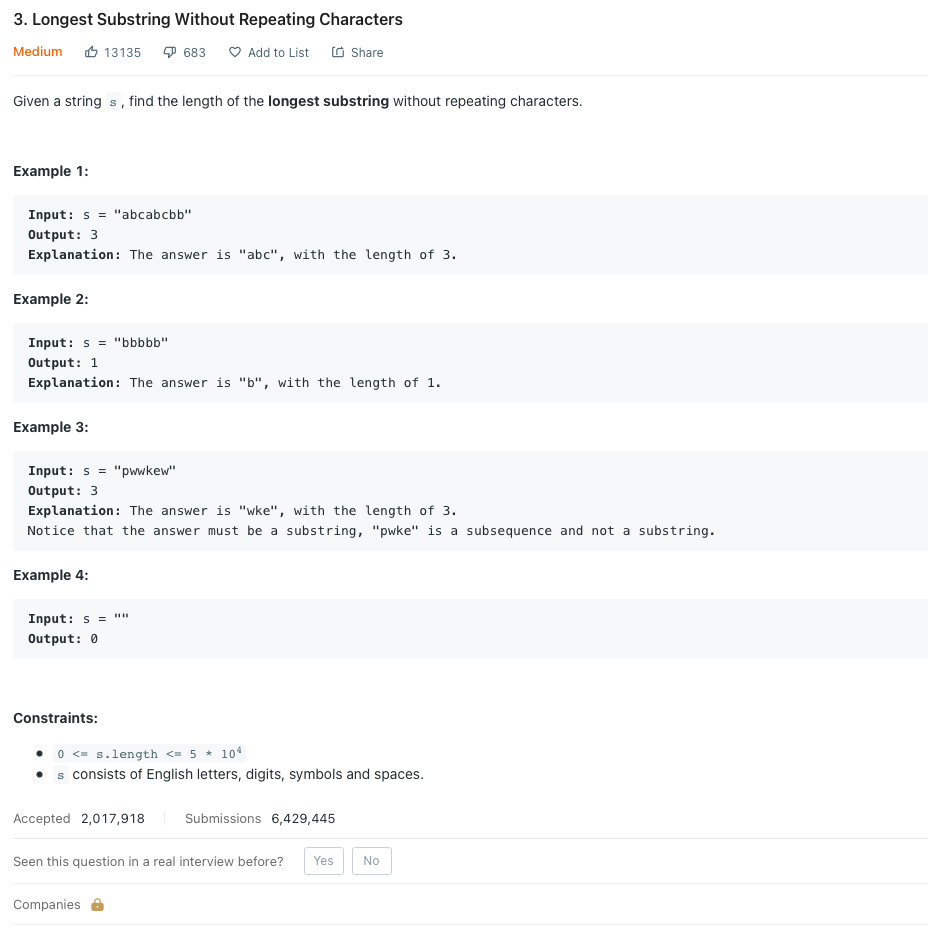 3. Longest Substring Without Repeating Characters
Medium 13135 683 Add to List Share
Given a string s, find the length of the longest substring without repeating characters.
Example 1:
Input: s = "abcabcbb"
Output: 3
Explanation: The answer is "abc", with the length of 3.
Example 2:
Input: s = "bbbbb"
Output: 1
Explanation: The answer is "b", with the length of 1.
Example 3:
Input: s = "pwwkew"
Output: 3
Explanation: The answer is "wke", with the length of 3.
Notice that the answer must be a substring, "pwke" is a subsequence and not a substring.
Example 4:
Input: s = ""
Output: 0
Constraints:
• 0 <= s.length <= 5 * 10⁴
• s consists of English letters, digits, symbols and spaces.
Accepted 2,017,918 Submissions 6,429,445
Seen this question in a real interview before? Yes No
Companies